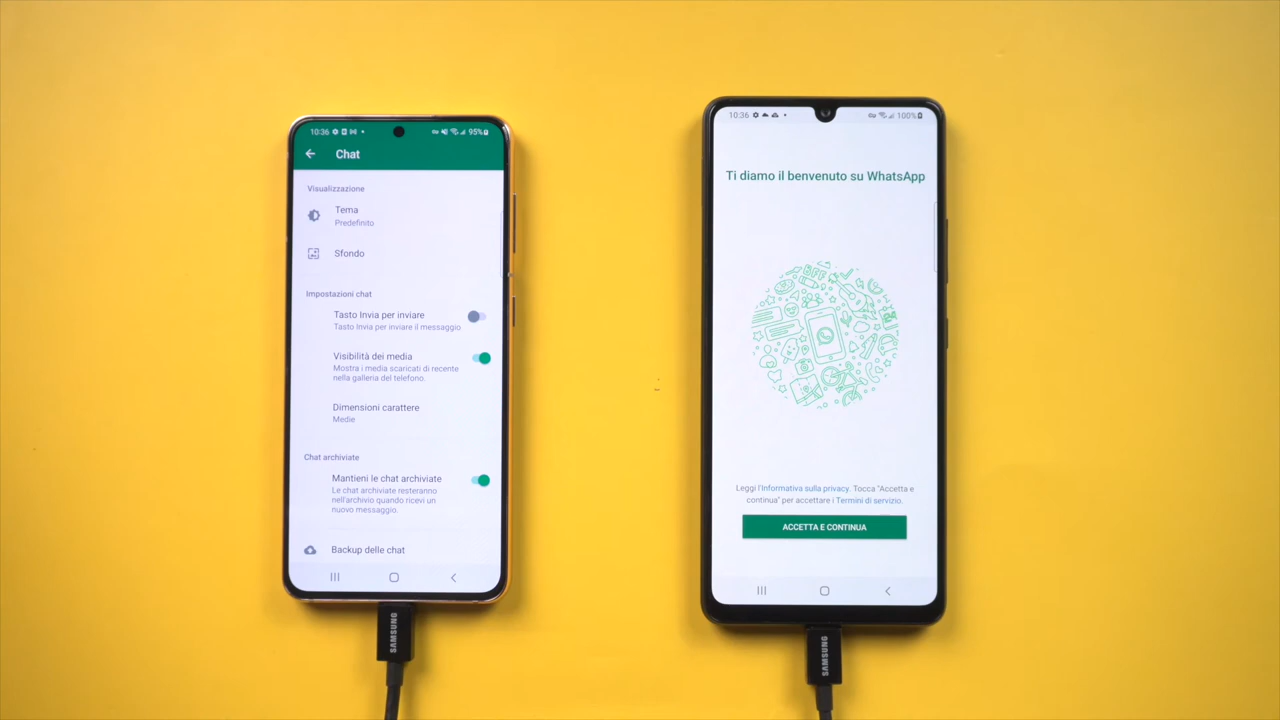 10:36
95%
Chat
Visualizzazione
Tema
Predefinito
Sfondo
Impostazioni chat
Tasto Invia per inviare
Tasto Invia per inviare il messaggio
Visibilità dei media
Mostra i media scaricati di recente
nella galleria del telefono.
Dimensioni carattere
Medie
Chat archiviate
Mantieni le chat archiviate
Le chat archiviate resteranno
nell'archivio quando ricevi un
nuovo messaggio.
Backup delle chat
SAMSUNG
10:36
100%
Ti diamo il benvenuto su WhatsApp
OFF
Leggi l'Informativa sulla privacy. Tocca "Accetta e
continua" per accettare i Termini di servizio.
ACCETTA E CONTINUA
SAMSUNG